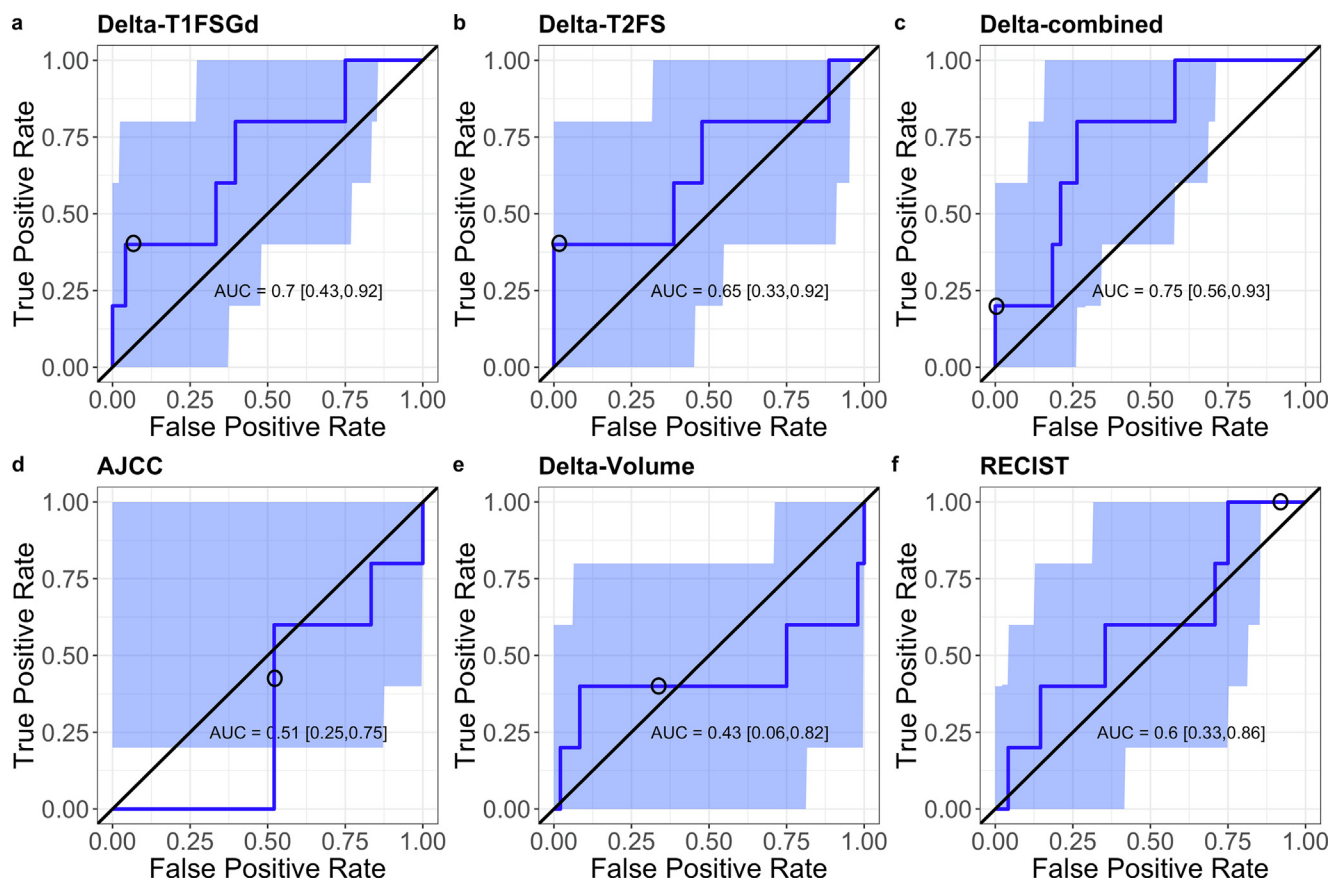 a Delta-T1FSGd
b Delta-T2FS
c Delta-combined
True Positive Rate
1.00
0.75
0.50
0.25
0.00
AUC = 0.7 [0.43,0.92]
0.00 0.25 0.50 0.75 1.00
False Positive Rate
True Positive Rate
1.00
0.75
0.50
0.25
0.00
AUC = 0.65 [0.33,0.92]
0.00 0.25 0.50 0.75 1.00
False Positive Rate
True Positive Rate
1.00
0.75
0.50
0.25
0.00
AUC = 0.75 [0.56,0.93]
0.00 0.25 0.50 0.75 1.00
False Positive Rate
d AJCC
e Delta-Volume
f RECIST
True Positive Rate
1.00
0.75
0.50
0.25
0.00
AUC = 0.51 [0.25,0.75]
0.00 0.25 0.50 0.75 1.00
False Positive Rate
True Positive Rate
1.00
0.75
0.50
0.25
0.00
AUC = 0.43 [0.06,0.82]
0.00 0.25 0.50 0.75 1.00
False Positive Rate
True Positive Rate
1.00
0.75
0.50
0.25
0.00
AUC = 0.6 [0.33,0.86]
0.00 0.25 0.50 0.75 1.00
False Positive Rate